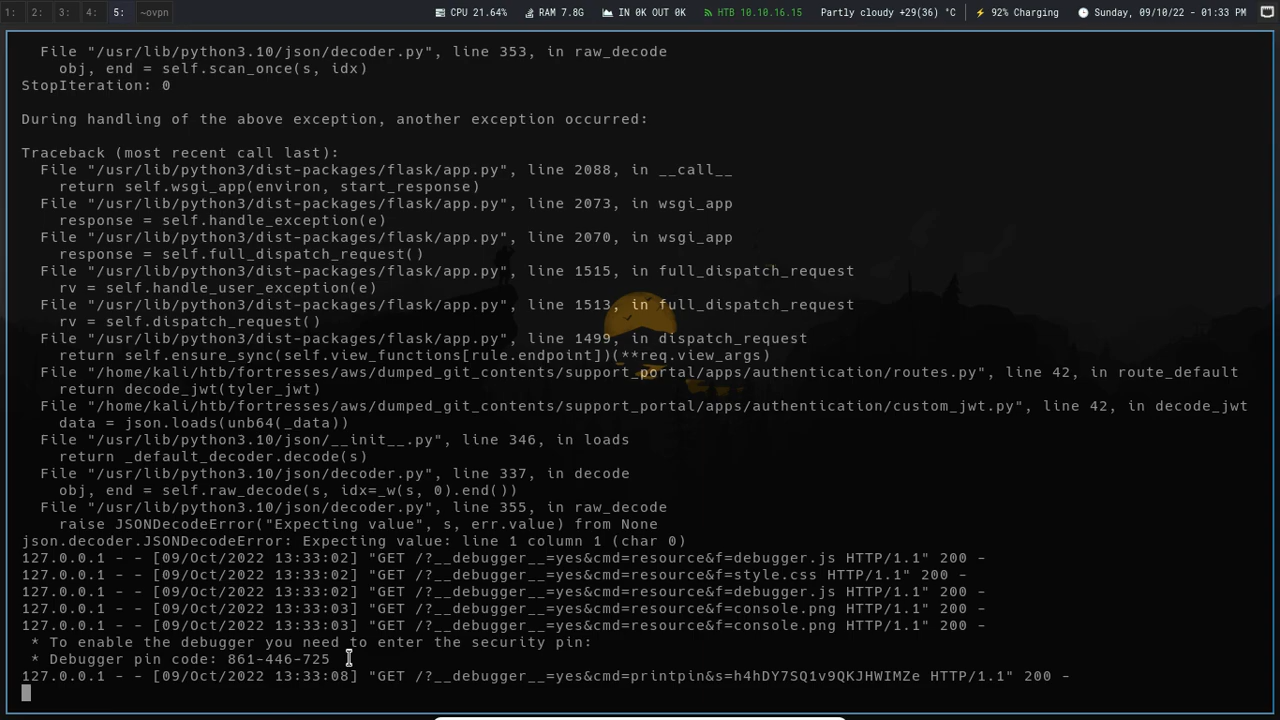 1: 2: 3: 4: 5: ~ovpn CPU 21.64% RAM 7.8G IN 0K OUT 0K HTB 10.10.16.15 Partly cloudy +29(36) °C 92% Charging Sunday, 09/10/22 - 01:33 PM
  File "/usr/lib/python3.10/json/decoder.py", line 353, in raw_decode
    obj, end = self.scan_once(s, idx)
StopIteration: 0
During handling of the above exception, another exception occurred:
Traceback (most recent call last):
  File "/usr/lib/python3/dist-packages/flask/app.py", line 2088, in __call__
    return self.wsgi_app(environ, start_response)
  File "/usr/lib/python3/dist-packages/flask/app.py", line 2073, in wsgi_app
    response = self.handle_exception(e)
  File "/usr/lib/python3/dist-packages/flask/app.py", line 2070, in wsgi_app
    response = self.full_dispatch_request()
  File "/usr/lib/python3/dist-packages/flask/app.py", line 1515, in full_dispatch_request
    rv = self.handle_user_exception(e)
  File "/usr/lib/python3/dist-packages/flask/app.py", line 1513, in full_dispatch_request
    rv = self.dispatch_request()
  File "/usr/lib/python3/dist-packages/flask/app.py", line 1499, in dispatch_request
    return self.ensure_sync(self.view_functions[rule.endpoint])(**req.view_args)
  File "/home/kali/htb/fortresses/aws/dumped_git_contents/support_portal/apps/authentication/routes.py", line 42, in route_default
    return decode_jwt(tyler_jwt)
  File "/home/kali/htb/fortresses/aws/dumped_git_contents/support_portal/apps/authentication/custom_jwt.py", line 42, in decode_jwt
    data = json.loads(unb64(_data))
  File "/usr/lib/python3.10/json/__init__.py", line 346, in loads
    return _default_decoder.decode(s)
  File "/usr/lib/python3.10/json/decoder.py", line 337, in decode
    obj, end = self.raw_decode(s, idx=_w(s, 0).end())
  File "/usr/lib/python3.10/json/decoder.py", line 355, in raw_decode
    raise JSONDecodeError("Expecting value", s, err.value) from None
json.decoder.JSONDecodeError: Expecting value: line 1 column 1 (char 0)
127.0.0.1 - - [09/Oct/2022 13:33:02] "GET /?__debugger__=yes&cmd=resource&f=debugger.js HTTP/1.1" 200 -
127.0.0.1 - - [09/Oct/2022 13:33:02] "GET /?__debugger__=yes&cmd=resource&f=style.css HTTP/1.1" 200 -
127.0.0.1 - - [09/Oct/2022 13:33:02] "GET /?__debugger__=yes&cmd=resource&f=debugger.js HTTP/1.1" 200 -
127.0.0.1 - - [09/Oct/2022 13:33:03] "GET /?__debugger__=yes&cmd=resource&f=console.png HTTP/1.1" 200 -
127.0.0.1 - - [09/Oct/2022 13:33:03] "GET /?__debugger__=yes&cmd=resource&f=console.png HTTP/1.1" 200 -
 * To enable the debugger you need to enter the security pin:
 * Debugger pin code: 861-446-725
127.0.0.1 - - [09/Oct/2022 13:33:08] "GET /?__debugger__=yes&cmd=printpin&s=h4hDY7SQ1v9QKJHWIMZe HTTP/1.1" 200 -